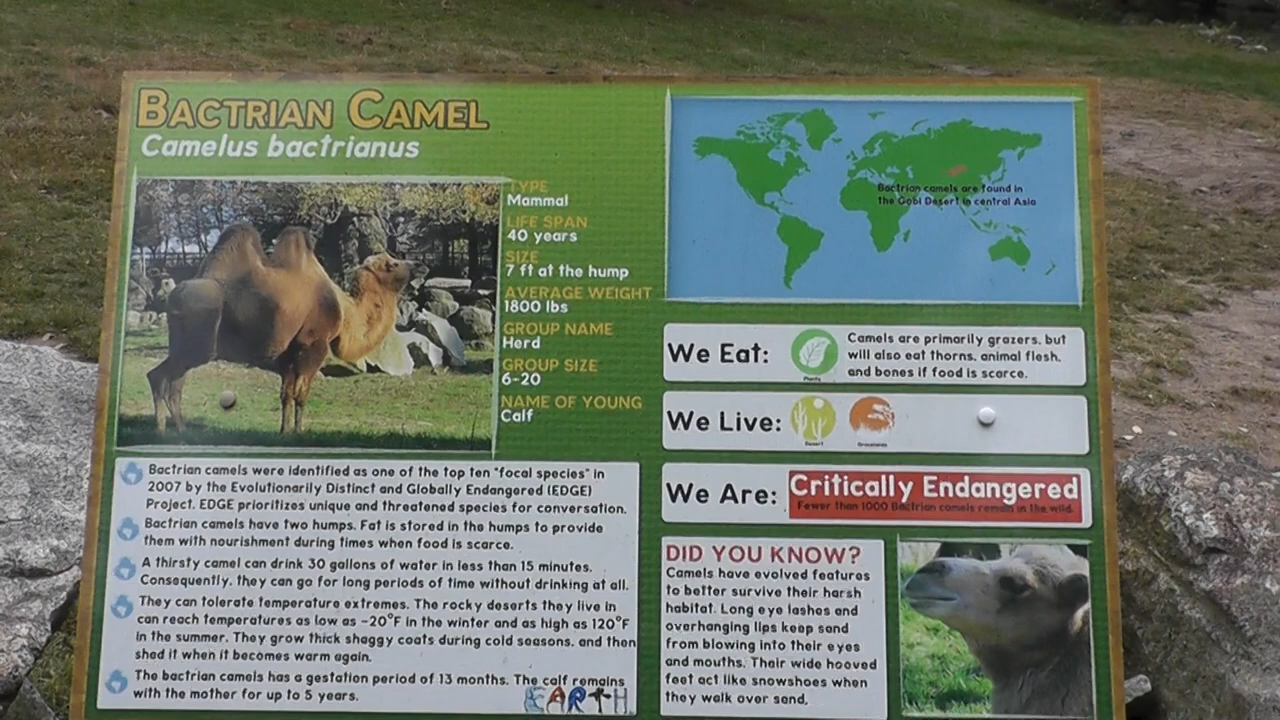 BACTRIAN CAMEL
Camelus bactrianus
TYPE
Mammal
LIFE SPAN
40 years
SIZE
7 ft at the hump
AVERAGE WEIGHT
1800 lbs
GROUP NAME
Herd
GROUP SIZE
6-20
NAME OF YOUNG
Calf
Bactrian camels are found in
the Gobi Desert in central Asia
We Eat:
Plants
Camels are primarily grazers, but
will also eat thorns, animal flesh,
and bones if food is scarce.
We Live:
Desert
Grasslands
We Are:
Critically Endangered
Fewer than 1000 Bactrian camels remain in the wild.
Bactrian camels were identified as one of the top ten "focal species" in
2007 by the Evolutionarily Distinct and Globally Endangered (EDGE)
Project. EDGE prioritizes unique and threatened species for conversation.
Bactrian camels have two humps. Fat is stored in the humps to provide
them with nourishment during times when food is scarce.
A thirsty camel can drink 30 gallons of water in less than 15 minutes.
Consequently, they can go for long periods of time without drinking at all.
They can tolerate temperature extremes. The rocky deserts they live in
can reach temperatures as low as -20°F in the winter and as high as 120°F
in the summer. They grow thick shaggy coats during cold seasons, and then
shed it when it becomes warm again.
The bactrian camels has a gestation period of 13 months. The calf remains
with the mother for up to 5 years.
EARTH
DID YOU KNOW?
Camels have evolved features
to better survive their harsh
habitat. Long eye lashes and
overhanging lips keep sand
from blowing into their eyes
and mouths. Their wide hooved
feet act like snowshoes when
they walk over sand.